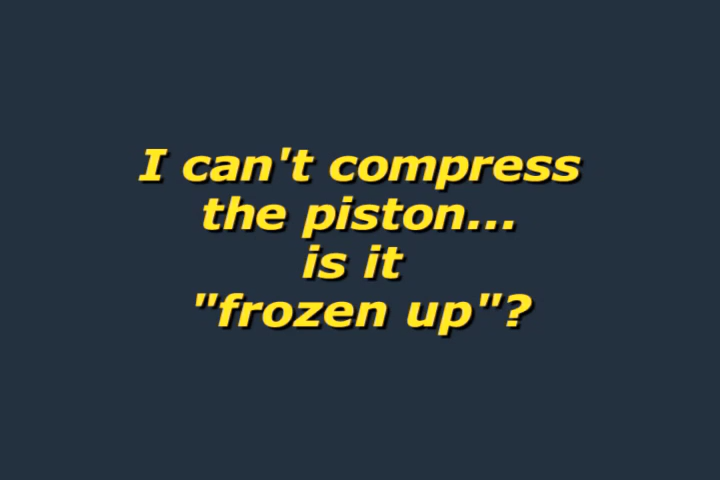 I can't compress
the piston...
is it
"frozen up"?